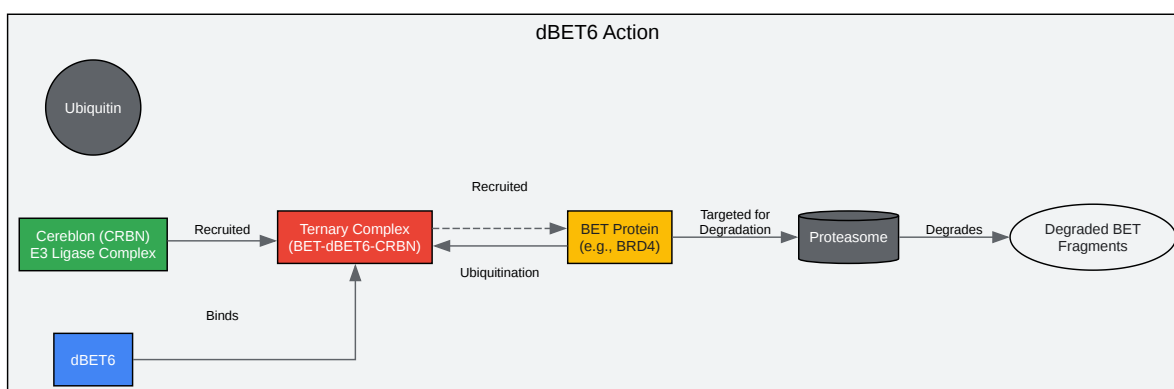 dBET6 Action
Ubiquitin
Recruited
Cereblon (CRBN)
E3 Ligase Complex
Recruited
Ternary Complex
(BET-dBET6-CRBN)
BET Protein
(e.g., BRD4)
Targeted for
Degradation
Proteasome
Degrades
Degraded BET
Fragments
Ubiquitination
Binds
dBET6